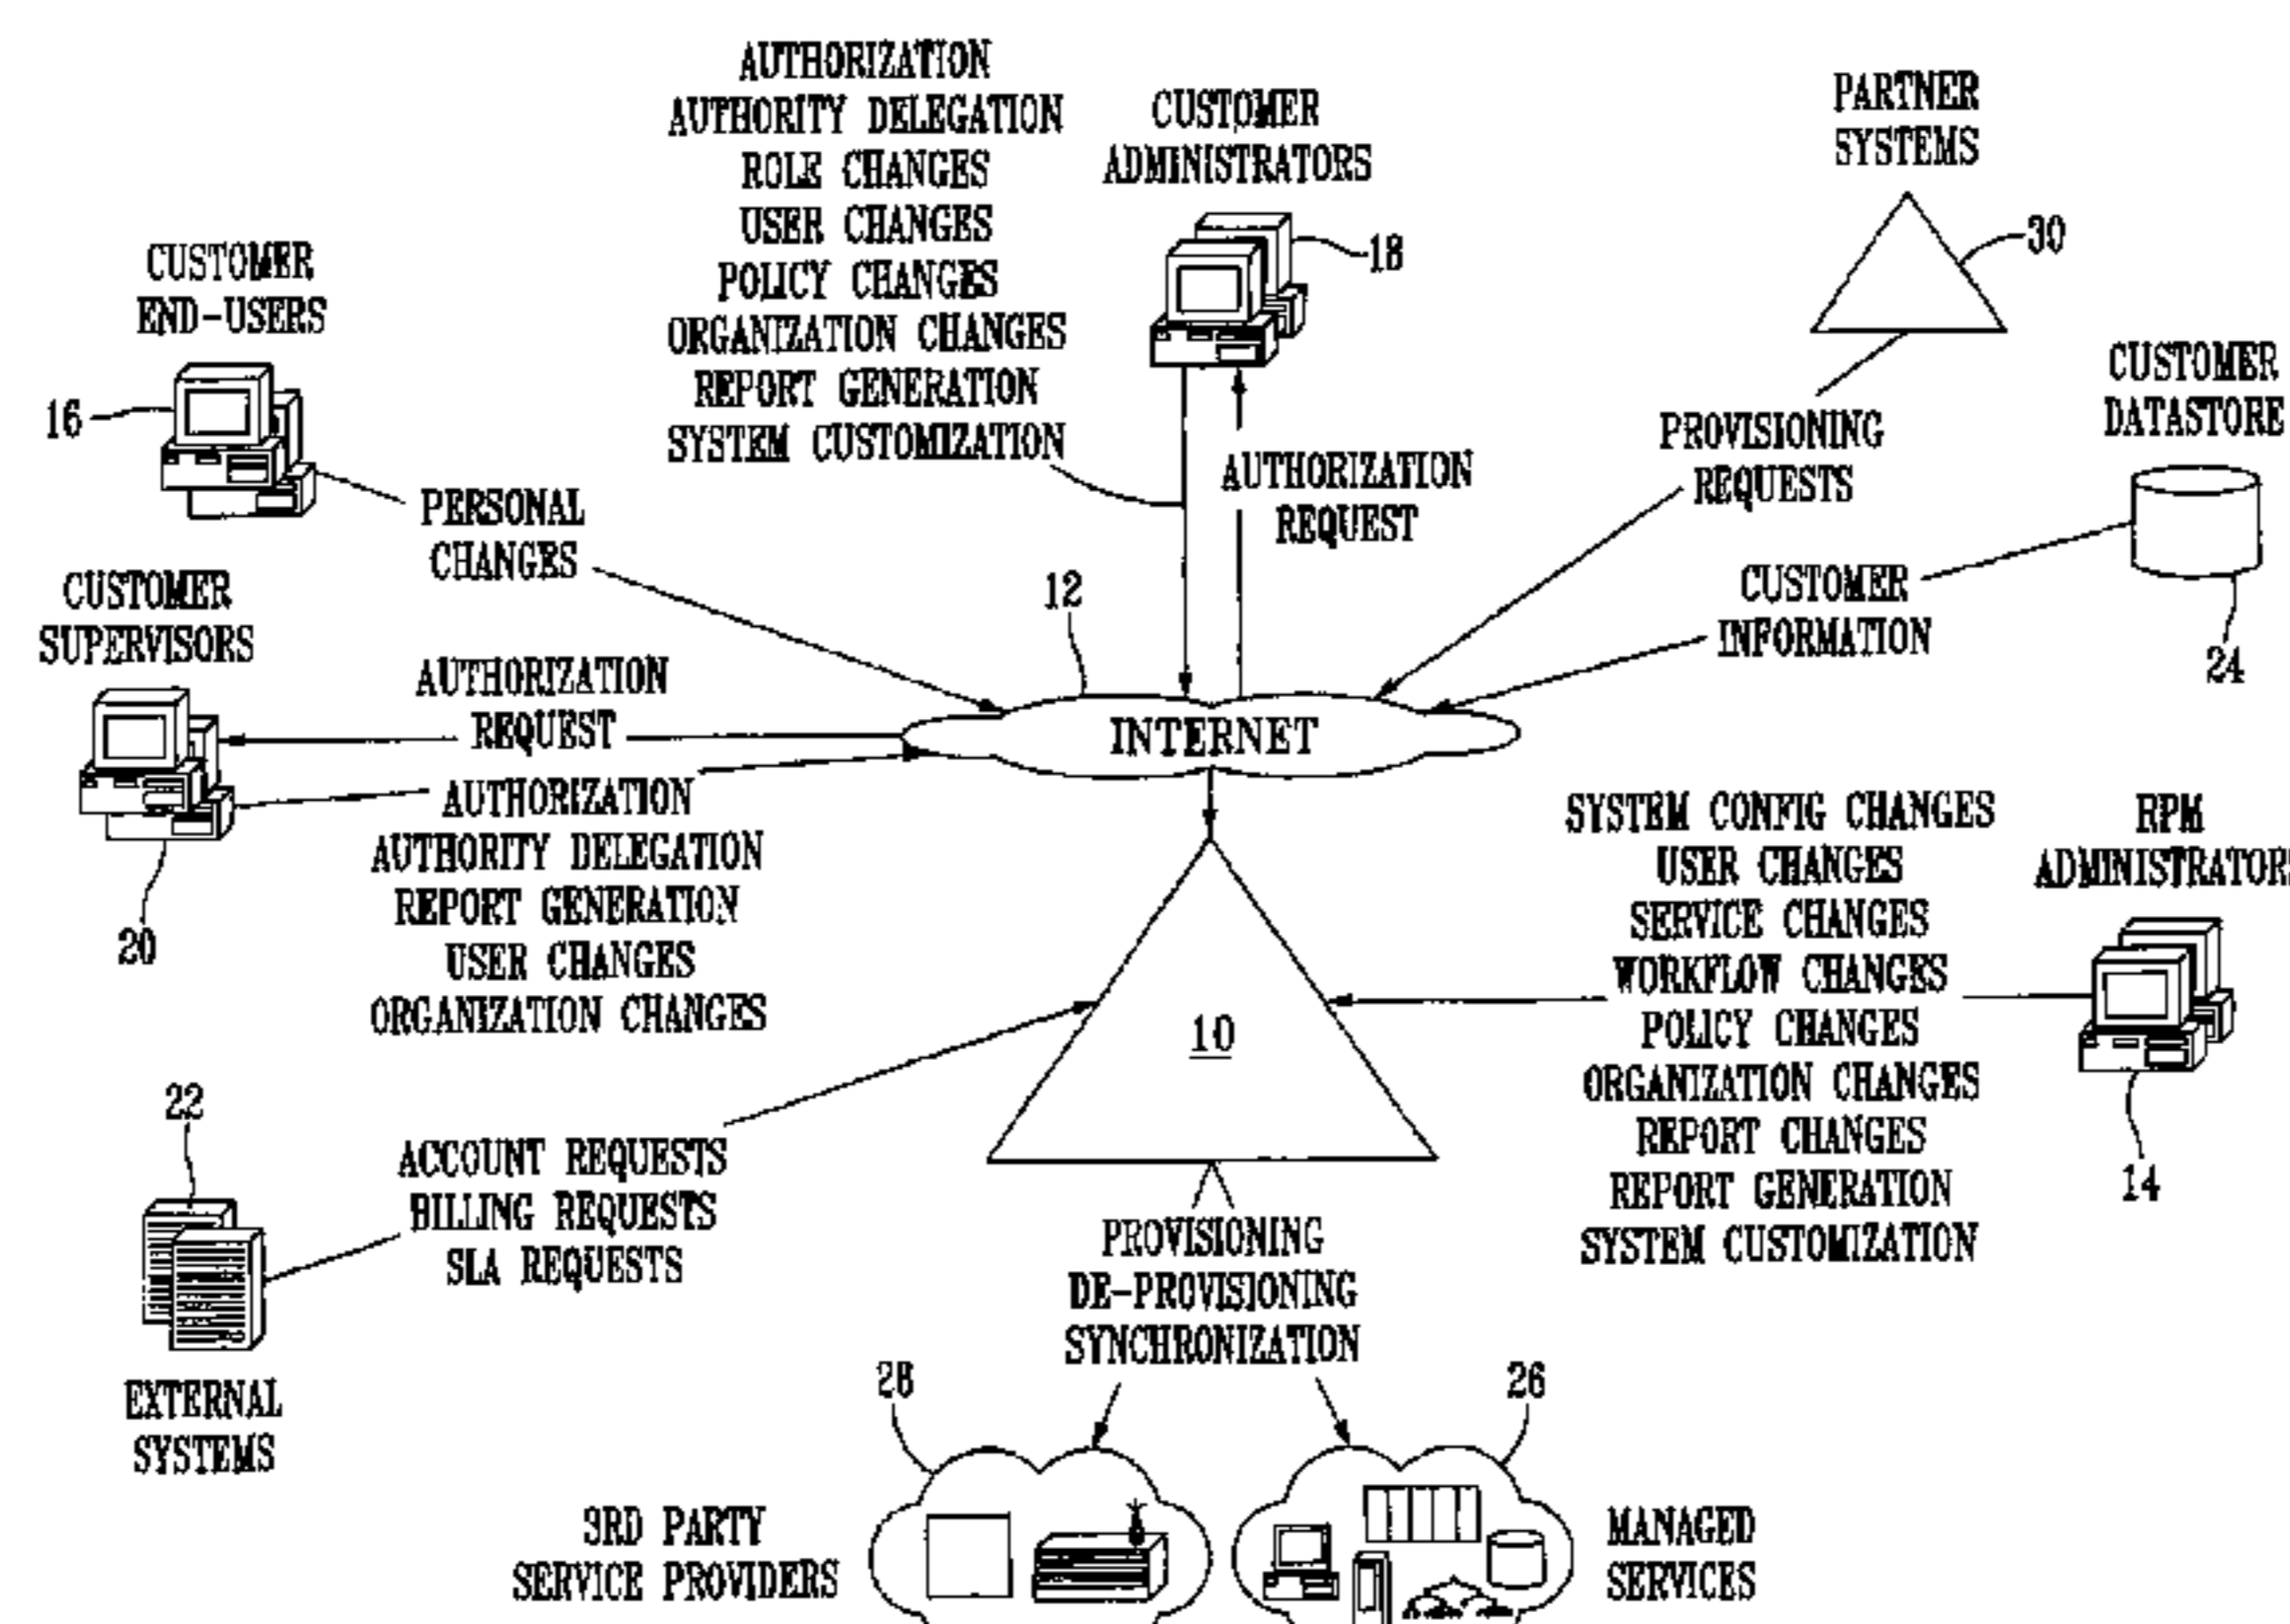 AUTHORIZATION
AUTHORITY DELEGATION
ROLE CHANGES
USER CHANGES
POLICY CHANGES
ORGANIZATION CHANGES
REPORT GENERATION
SYSTEM CUSTOMIZATION
CUSTOMER
ADMINISTRATORS
18
PARTNER
SYSTEMS
30
CUSTOMER
END-USERS
16
PERSONAL
CHANGES
AUTHORIZATION
REQUEST
PROVISIONING
REQUESTS
CUSTOMER
DATASTORE
24
CUSTOMER
INFORMATION
12
INTERNET
CUSTOMER
SUPERVISORS
20
AUTHORIZATION
REQUEST
AUTHORIZATION
AUTHORITY DELEGATION
REPORT GENERATION
USER CHANGES
ORGANIZATION CHANGES
10
SYSTEM CONFIG CHANGES
USER CHANGES
SERVICE CHANGES
WORKFLOW CHANGES
POLICY CHANGES
ORGANIZATION CHANGES
REPORT CHANGES
REPORT GENERATION
SYSTEM CUSTOMIZATION
RPM
ADMINISTRATORS
14
22
ACCOUNT REQUESTS
BILLING REQUESTS
SLA REQUESTS
EXTERNAL
SYSTEMS
PROVISIONING
DE-PROVISIONING
SYNCHRONIZATION
28
26
3RD PARTY
SERVICE PROVIDERS
MANAGED
SERVICES